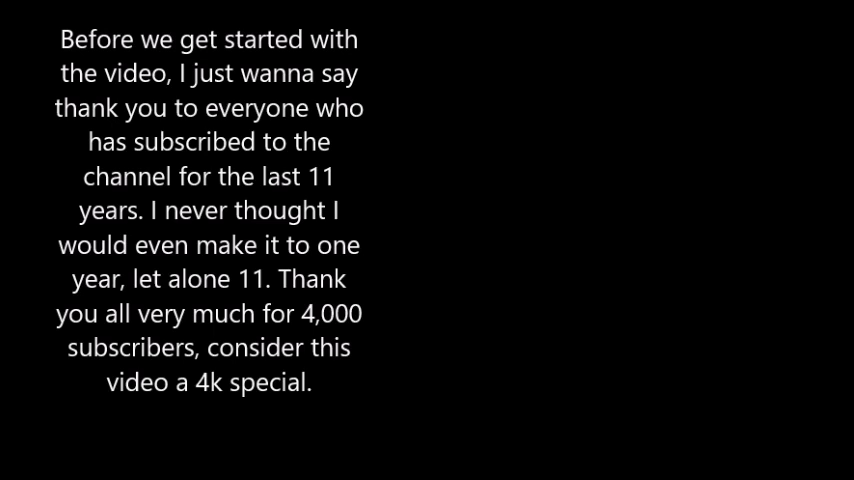 Before we get started with
the video, I just wanna say
thank you to everyone who
has subscribed to the
channel for the last 11
years. I never thought I
would even make it to one
year, let alone 11. Thank
you all very much for 4,000
subscribers, consider this
video a 4k special.